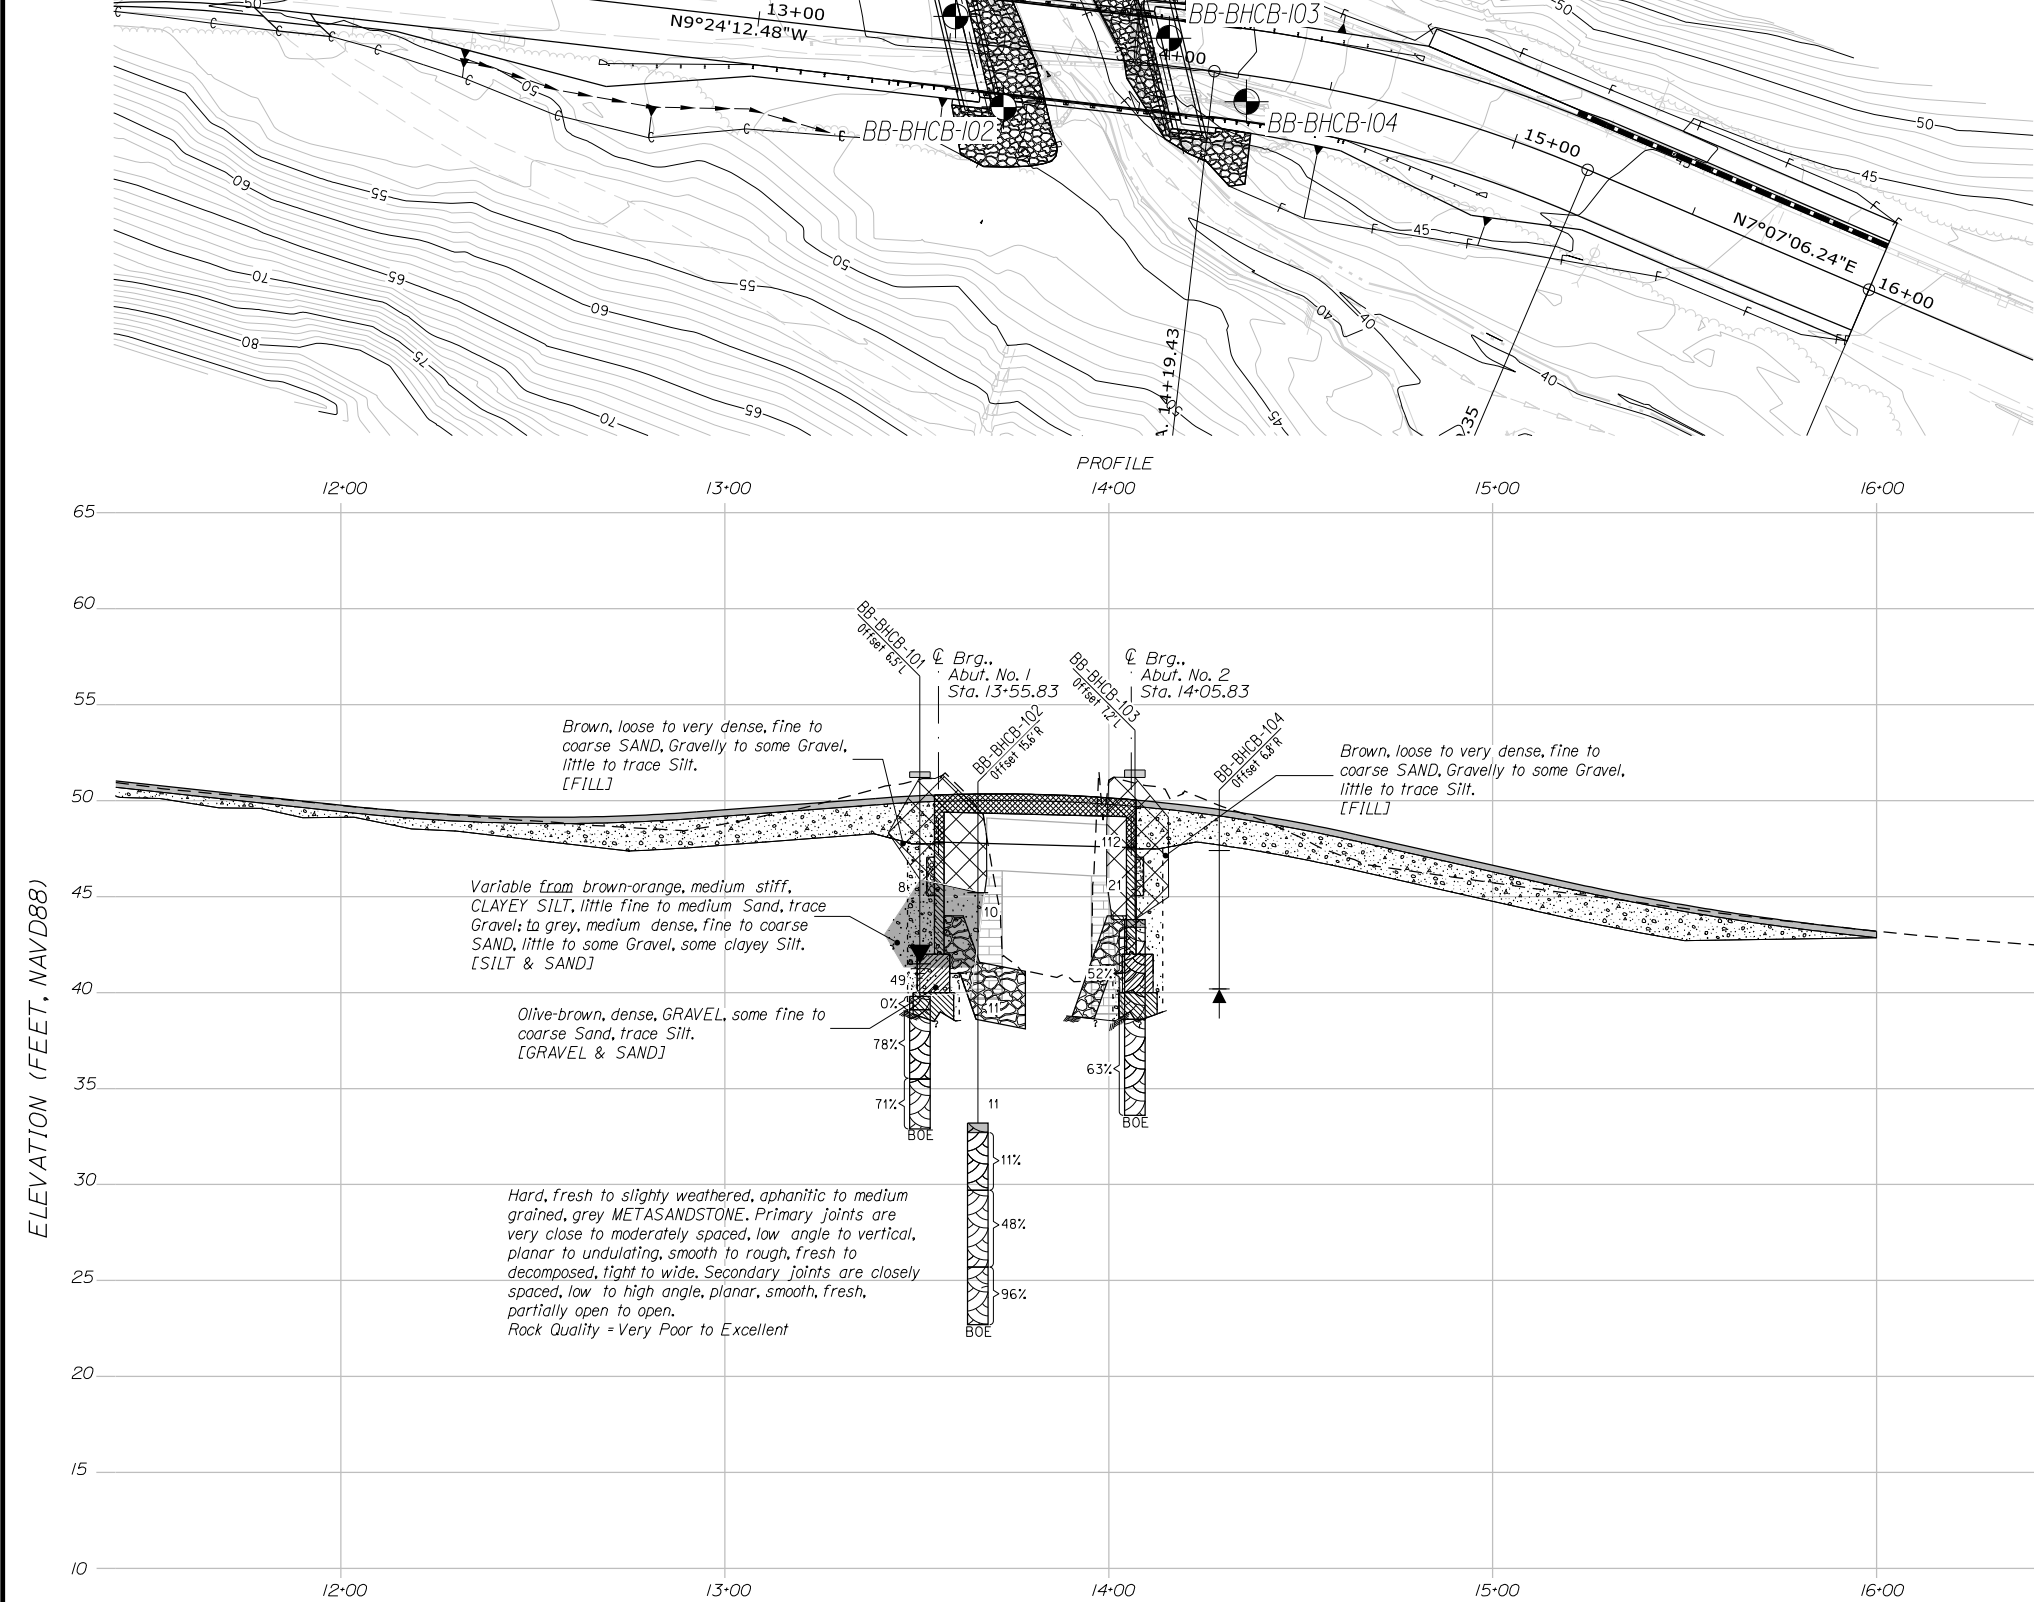 50
13+00
N9°24'12.48"W
BB-BHCB-103
4+00
50
50
BB-BHCB-102
BB-BHCB-104
15+00
45
45
50
60
55
45
N7°07'06.24"E
16+00
50
70
65
55
60
40
40
80
75
40
65
70
45
14+19.43
.35
PROFILE
12+00
13+00
14+00
15+00
16+00
65
60
55
50
45
40
35
30
25
20
15
10
ELEVATION (FEET, NAVD88)
BB-BHCB-101
Offset 6.5' L
℄ Brg.,
Abut. No. 1
Sta. 13+55.83
BB-BHCB-102
Offset 15.6' R
BB-BHCB-103
Offset 7.2' L
℄ Brg.,
Abut. No. 2
Sta. 14+05.83
BB-BHCB-104
Offset 6.8' R
Brown, loose to very dense, fine to
coarse SAND, Gravelly to some Gravel,
little to trace Silt.
[FILL]
Brown, loose to very dense, fine to
coarse SAND, Gravelly to some Gravel,
little to trace Silt.
[FILL]
Variable from brown-orange, medium stiff,
CLAYEY SILT, little fine to medium Sand, trace
Gravel; to grey, medium dense, fine to coarse
SAND, little to some Gravel, some clayey Silt.
[SILT & SAND]
Olive-brown, dense, GRAVEL, some fine to
coarse Sand, trace Silt.
[GRAVEL & SAND]
8
49
0%
78%
71%
BOE
10
11
11
11%
48%
96%
BOE
112
21
52%
63%
BOE
Hard, fresh to slighty weathered, aphanitic to medium
grained, grey METASANDSTONE. Primary joints are
very close to moderately spaced, low angle to vertical,
planar to undulating, smooth to rough, fresh to
decomposed, tight to wide. Secondary joints are closely
spaced, low to high angle, planar, smooth, fresh,
partially open to open.
Rock Quality = Very Poor to Excellent
12+00
13+00
14+00
15+00
16+00